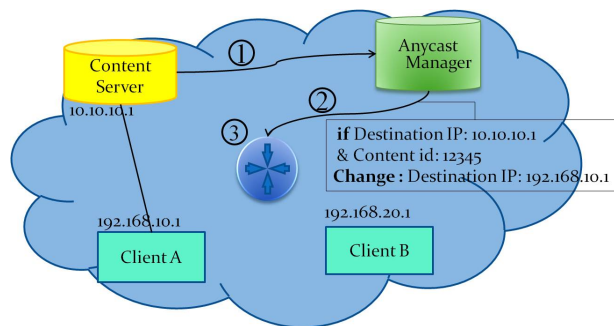 ①
Anycast
Manager
Content
Server
10.10.10.1
②
③
if Destination IP: 10.10.10.1
& Content id: 12345
Change : Destination IP: 192.168.10.1
192.168.10.1
Client A
192.168.20.1
Client B